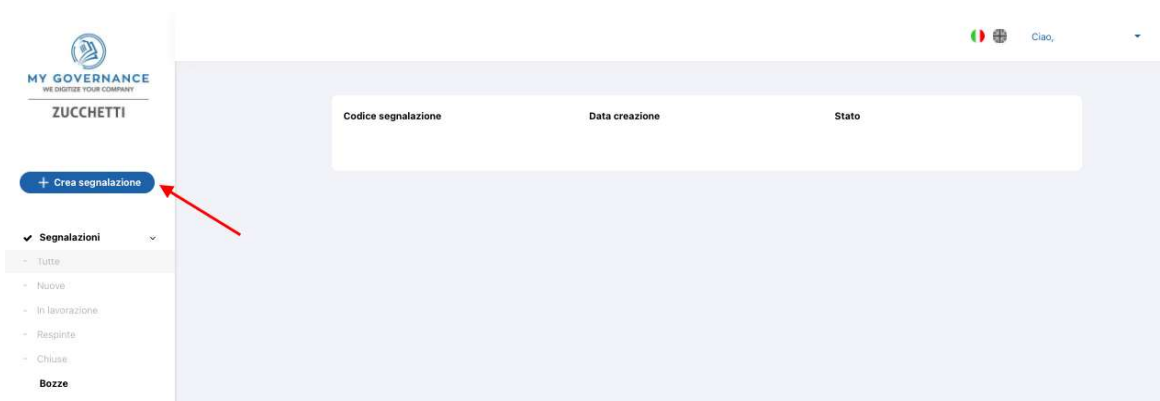 Ciao,
MY GOVERNANCE
WE DIGITIZE YOUR COMPANY
ZUCCHETTI
Codice segnalazione Data creazione Stato
+ Crea segnalazione
Segnalazioni
- Tutte
- Nuove
- In lavorazione
- Respinte
- Chiuse
Bozze